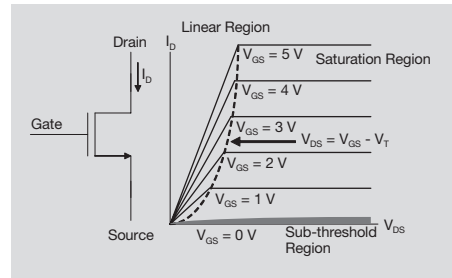 Linear Region
Drain
I_D
I_D
V_GS = 5 V
Saturation Region
V_GS = 4 V
Gate
V_GS = 3 V
V_DS = V_GS - V_T
V_GS = 2 V
V_GS = 1 V
V_DS
Source
V_GS = 0 V
Sub-threshold
Region